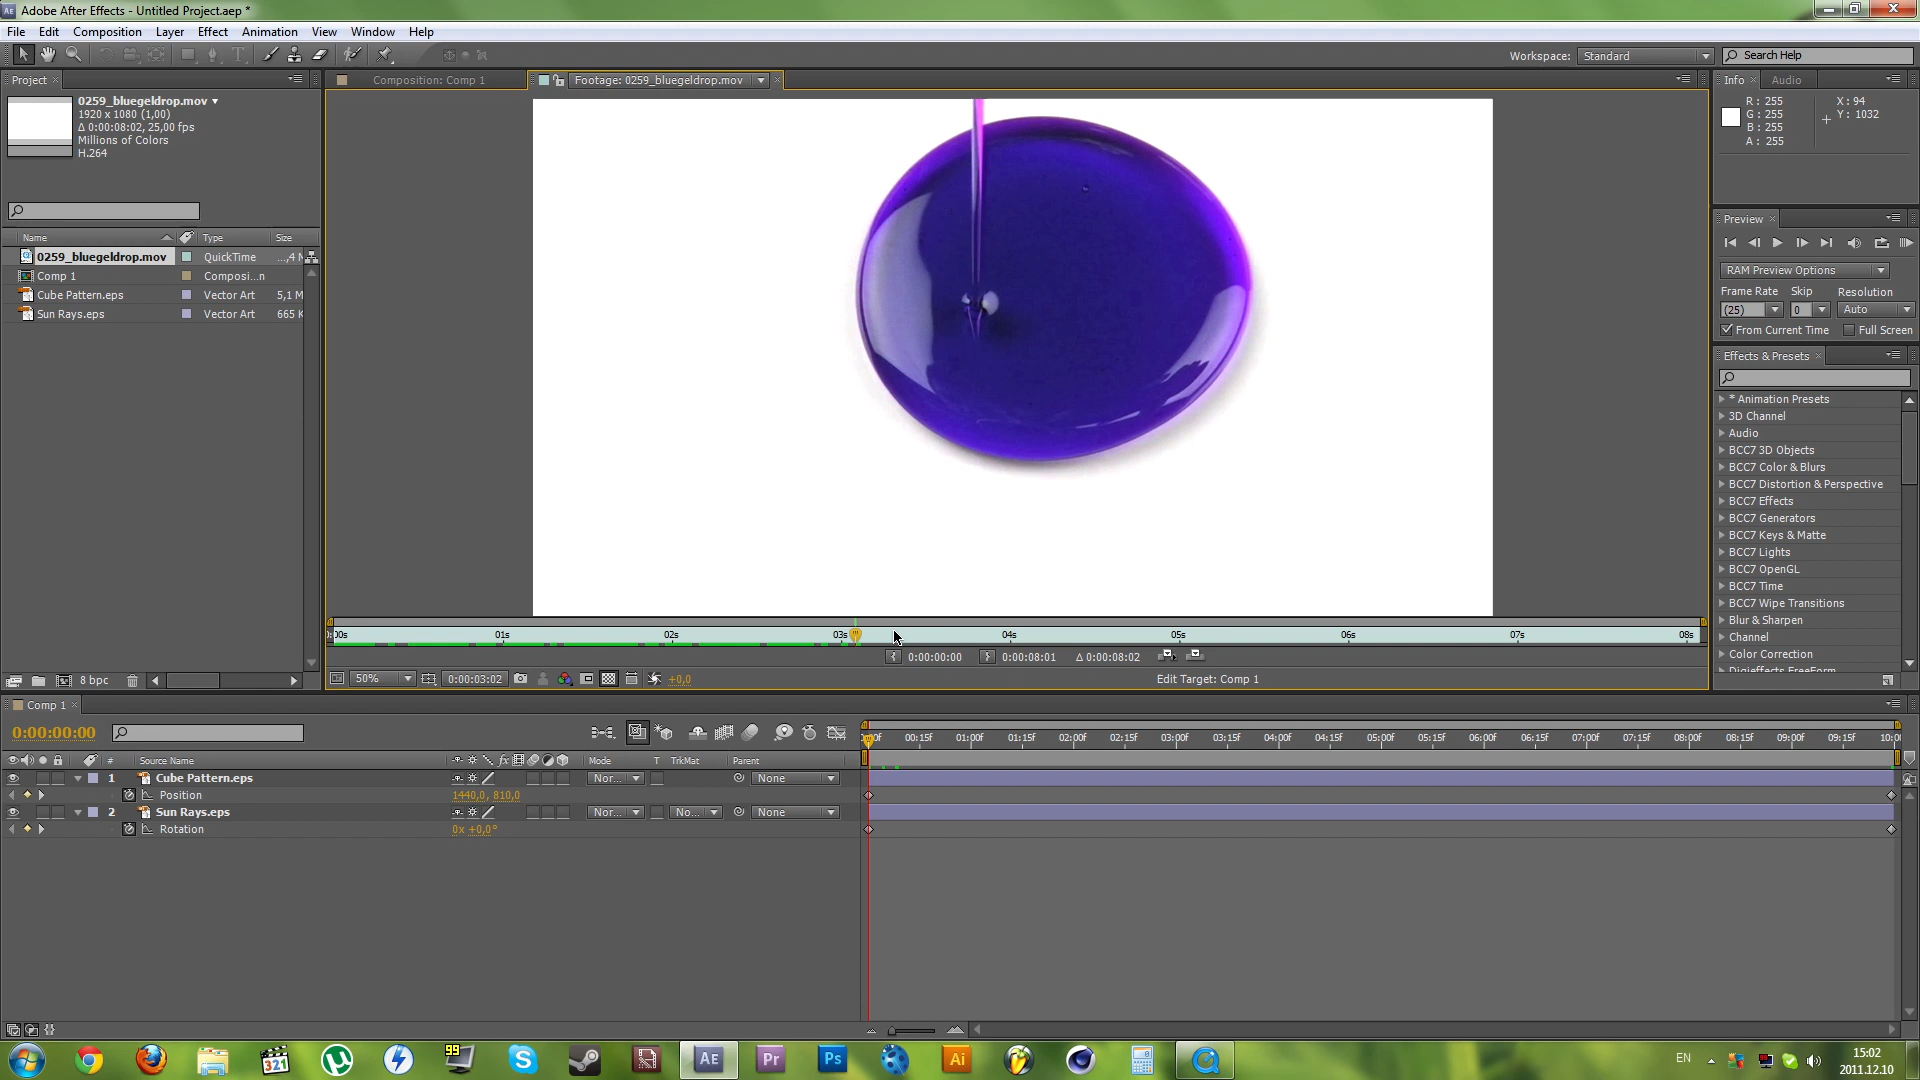 Adobe After Effects - Untitled Project.aep *
File Edit Composition Layer Effect Animation View Window Help
Workspace: Standard Search Help
Project
Composition: Comp 1
Footage: 0259_bluegeldrop.mov
Info Audio
0259_bluegeldrop.mov
1920 x 1080 (1,00)
Δ 0:00:08:02, 25,00 fps
Millions of Colors
H.264
R: 255
G: 255
B: 255
A: 255
X: 94
Y: 1032
Name Type Size
0259_bluegeldrop.mov QuickTime ...,4 M
Comp 1 Composi...n
Cube Pattern.eps Vector Art 5,1 M
Sun Rays.eps Vector Art 665 K
Preview
RAM Preview Options
Frame Rate Skip Resolution
(25) 0 Auto
From Current Time Full Screen
Effects & Presets
* Animation Presets
3D Channel
Audio
BCC7 3D Objects
BCC7 Color & Blurs
BCC7 Distortion & Perspective
BCC7 Effects
BCC7 Generators
BCC7 Keys & Matte
BCC7 Lights
BCC7 OpenGL
BCC7 Time
BCC7 Wipe Transitions
Blur & Sharpen
Channel
Color Correction
Digieffects FreeForm
:00s 01s 02s 03s 04s 05s 06s 07s 08s
0:00:00:00 0:00:08:01 Δ 0:00:08:02
8 bpc
50% 0:00:03:02 +0,0 Edit Target: Comp 1
Comp 1
0:00:00:00
00:15f 01:00f 01:15f 02:00f 02:15f 03:00f 03:15f 04:00f 04:15f 05:00f 05:15f 06:00f 06:15f 07:00f 07:15f 08:00f 08:15f 09:00f 09:15f 10:0
# Source Name fx Mode T TrkMat Parent
1 Cube Pattern.eps Nor... None
Position 1440,0, 810,0
2 Sun Rays.eps Nor... No... None
Rotation 0x +0,0°
321 99 AE Pr Ps Ai
EN
15:02
2011.12.10